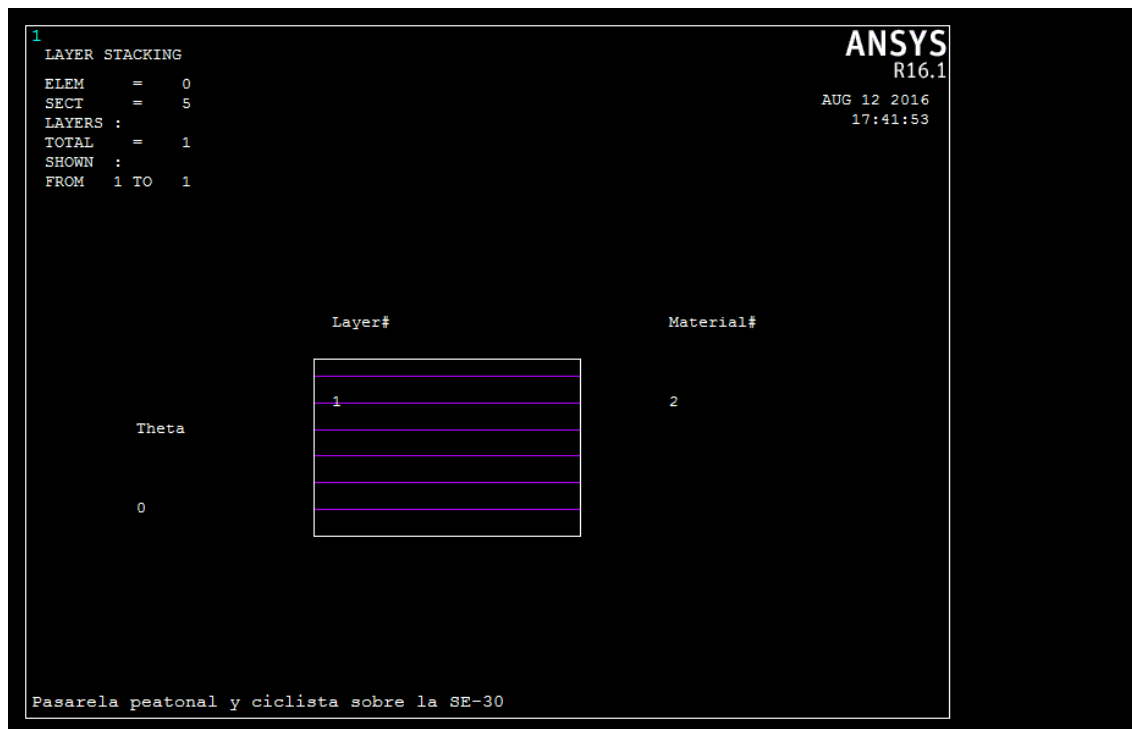 1
LAYER STACKING
ANSYS
R16.1
ELEM = 0
SECT = 5
LAYERS :
TOTAL = 1
SHOWN :
FROM 1 TO 1
AUG 12 2016
17:41:53
Layer# Material#
1 2
Theta
0
Pasarela peatonal y ciclista sobre la SE-30